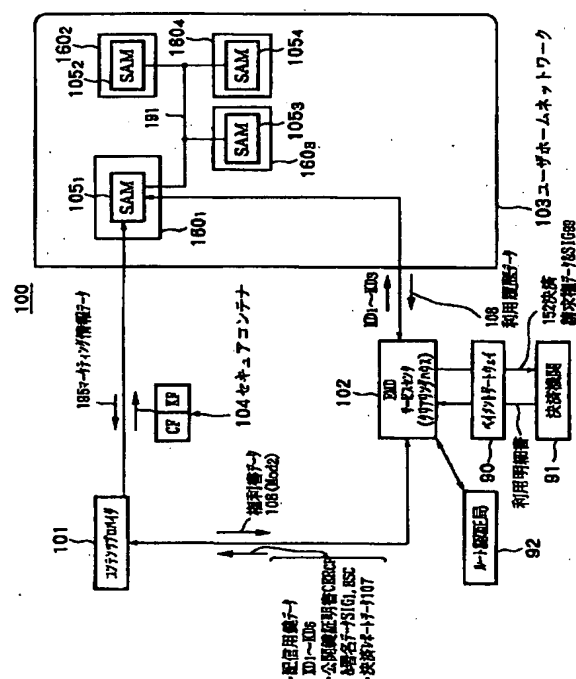 100
101
コンテンツプロバイダ
185マーケティング情報データ
CF KF
104セキュアコンテナ
103ユーザホームネットワーク
105₁
SAM
160₁
191
105₂
SAM
160₂
105₃
SAM
160₃
105₄
SAM
160₄
権利書データ
106(Mod2)
・配信用鍵データ
KD1〜KD6
・公開鍵証明書CERCP
&署名データSIG1,ESC
・決済レポートデータ107
102
EMD
サービスセンタ
(クリアリングハウス)
KD1〜KD3
108
利用履歴データ
ペイメントゲートウェイ
90
152決済
請求権データ&SIG99
利用明細書
決済機関
91
ルート認証局
92